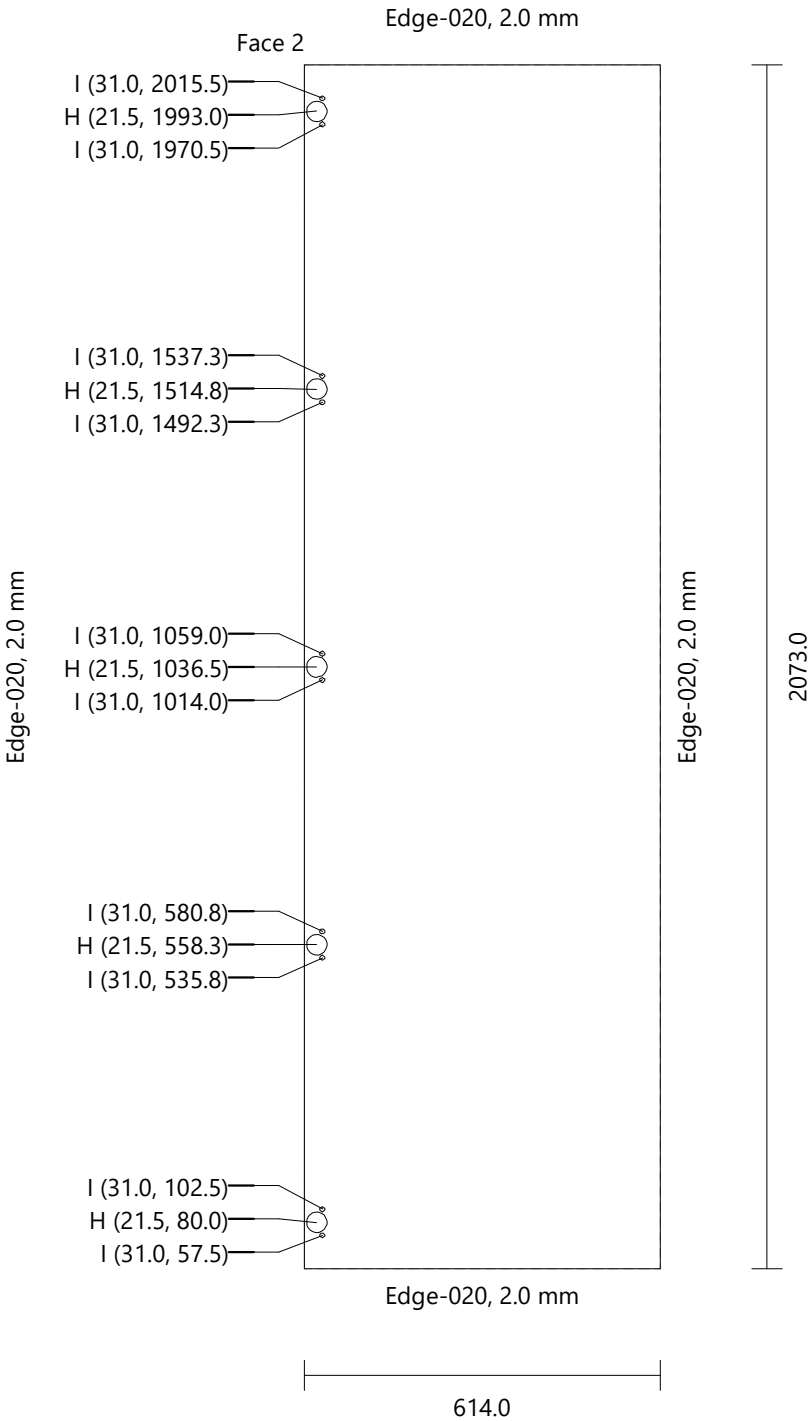 Edge-020, 2.0 mm
Face 2
I (31.0, 2015.5)
H (21.5, 1993.0)
I (31.0, 1970.5)
I (31.0, 1537.3)
H (21.5, 1514.8)
I (31.0, 1492.3)
Edge-020, 2.0 mm
I (31.0, 1059.0)
H (21.5, 1036.5)
I (31.0, 1014.0)
Edge-020, 2.0 mm
2073.0
I (31.0, 580.8)
H (21.5, 558.3)
I (31.0, 535.8)
I (31.0, 102.5)
H (21.5, 80.0)
I (31.0, 57.5)
Edge-020, 2.0 mm
614.0